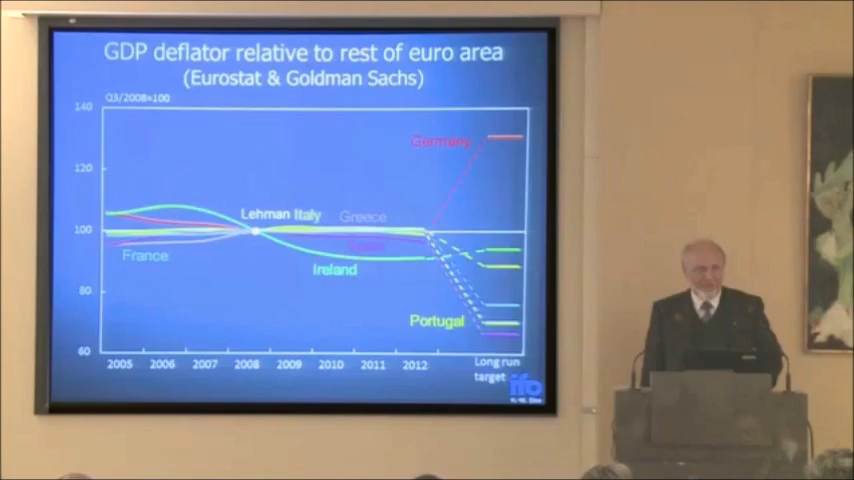 GDP deflator relative to rest of euro area
(Eurostat & Goldman Sachs)
Q3/2008=100
140
Germany
120
Lehman Italy Greece
100
France
Ireland
80
Portugal
60
2005 2006 2007 2008 2009 2010 2011 2012 Long run
target
ifo